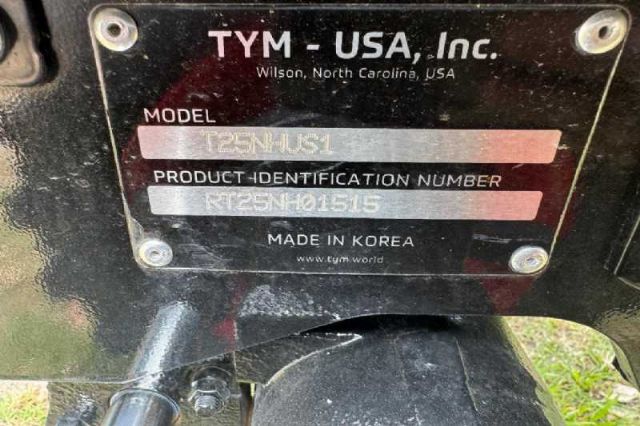 TYM - USA, Inc.
Wilson, North Carolina, USA
MODEL
T25NHUS1
PRODUCT IDENTIFICATION NUMBER
RT25NH01515
MADE IN KOREA
www.tym.world